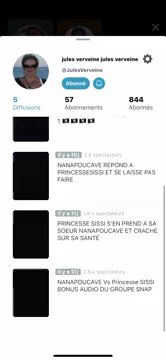 jules verveine jules verveine
@JulesVerveine
Abonné
5
Diffusions
57
Abonnements
844
Abonnés
2 k spectateurs
NANAPOUCAVE REPOND A
PRINCESSESISSI ET SE LAISSE PAS
FAIRE
1,6 k spectateurs
PRINCESSE SISSI S'EN PREND A SA
SOEUR NANAPOUCAVE ET CRACHE
SUR SA SANTÉ
2,6 k spectateurs
NANAPOUCAVE Vs Princesse SISSI
BONUS AUDIO DU GROUPE SNAP